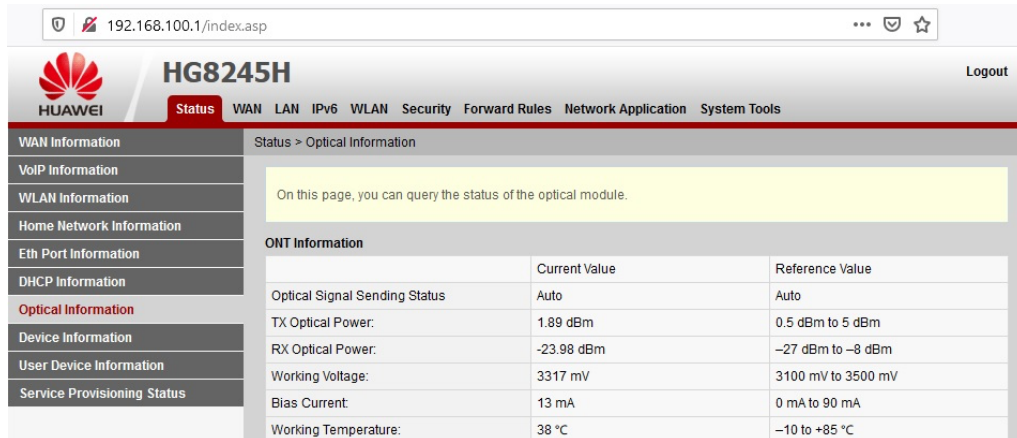 192.168.100.1/index.asp
HUAWEI
HG8245H
Logout
Status WAN LAN IPv6 WLAN Security Forward Rules Network Application System Tools
WAN Information
VoIP Information
WLAN Information
Home Network Information
Eth Port Information
DHCP Information
Optical Information
Device Information
User Device Information
Service Provisioning Status
Status > Optical Information
On this page, you can query the status of the optical module.
ONT Information
Current Value Reference Value
Optical Signal Sending Status Auto Auto
TX Optical Power: 1.89 dBm 0.5 dBm to 5 dBm
RX Optical Power: -23.98 dBm –27 dBm to –8 dBm
Working Voltage: 3317 mV 3100 mV to 3500 mV
Bias Current: 13 mA 0 mA to 90 mA
Working Temperature: 38 °C –10 to +85 °C